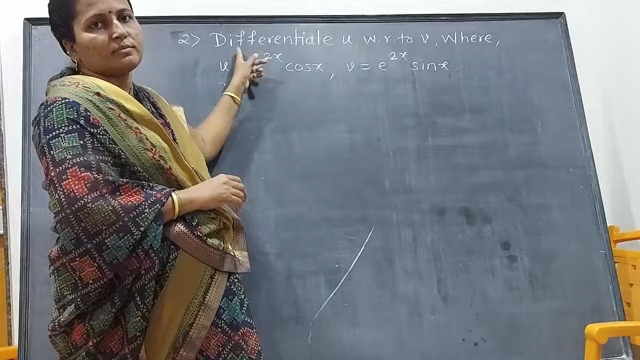 2) Differentiate u w.r.to v, Where,
u 2x cosx, v = e^2x sinx.